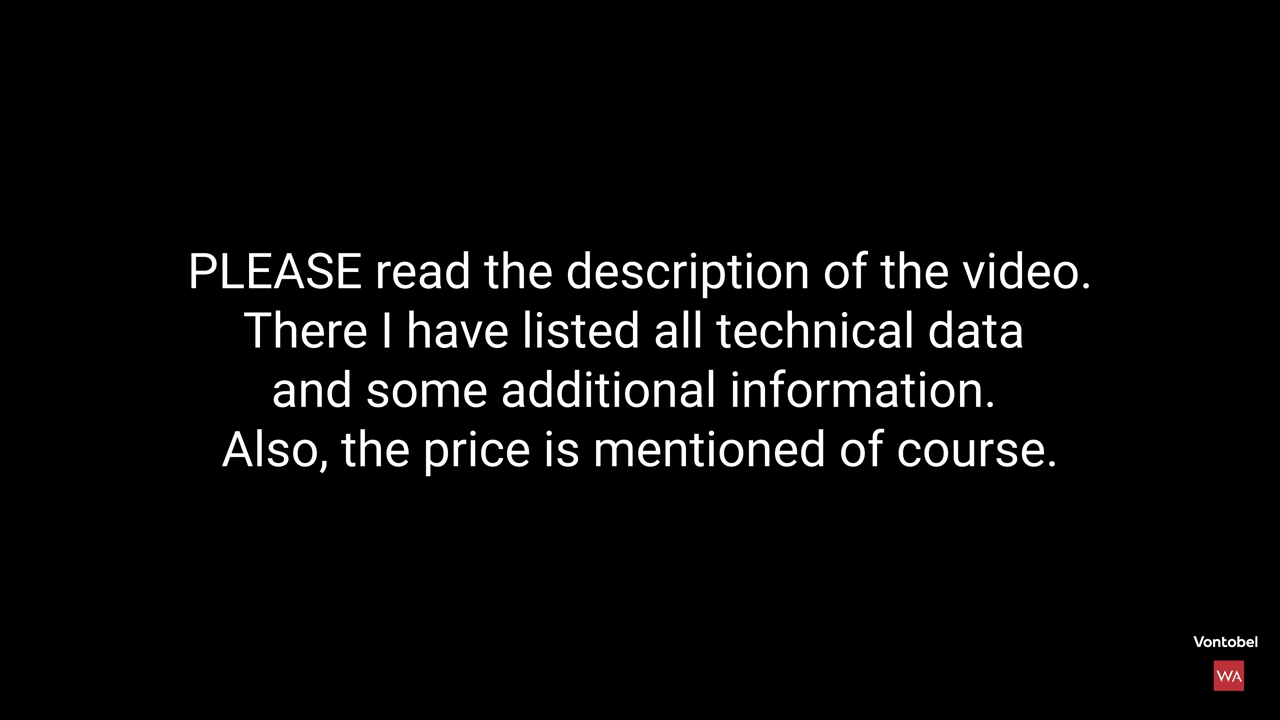 PLEASE read the description of the video.
There I have listed all technical data
and some additional information.
Also, the price is mentioned of course.
Vontobel
WA